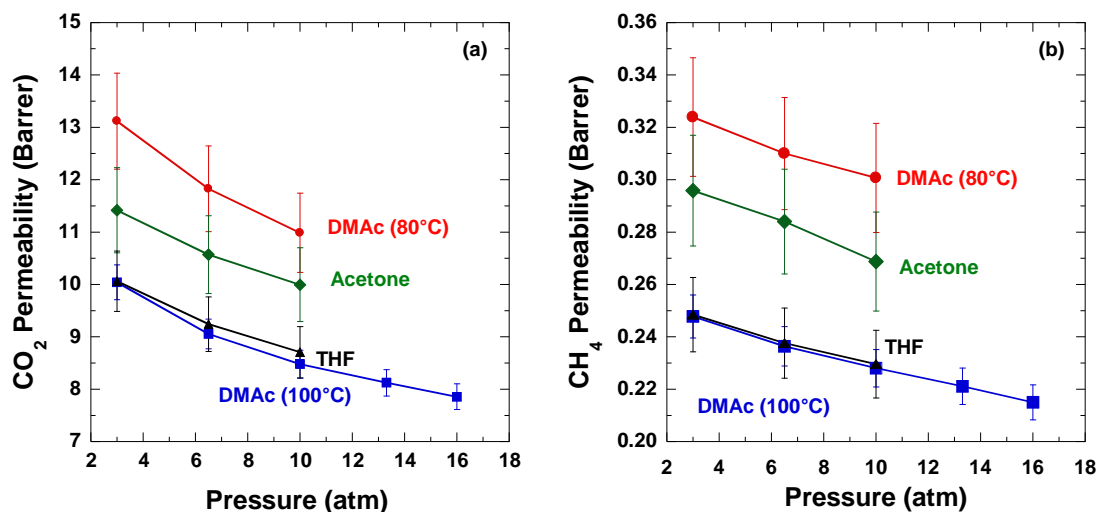 (a)
CO2 Permeability (Barrer)
15
14
13
12
11
10
9
8
7
DMAc (80°C)
Acetone
THF
DMAc (100°C)
2 4 6 8 10 12 14 16 18
Pressure (atm)
(b)
CH4 Permeability (Barrer)
0.36
0.34
0.32
0.30
0.28
0.26
0.24
0.22
0.20
DMAc (80°C)
Acetone
THF
DMAc (100°C)
2 4 6 8 10 12 14 16 18
Pressure (atm)